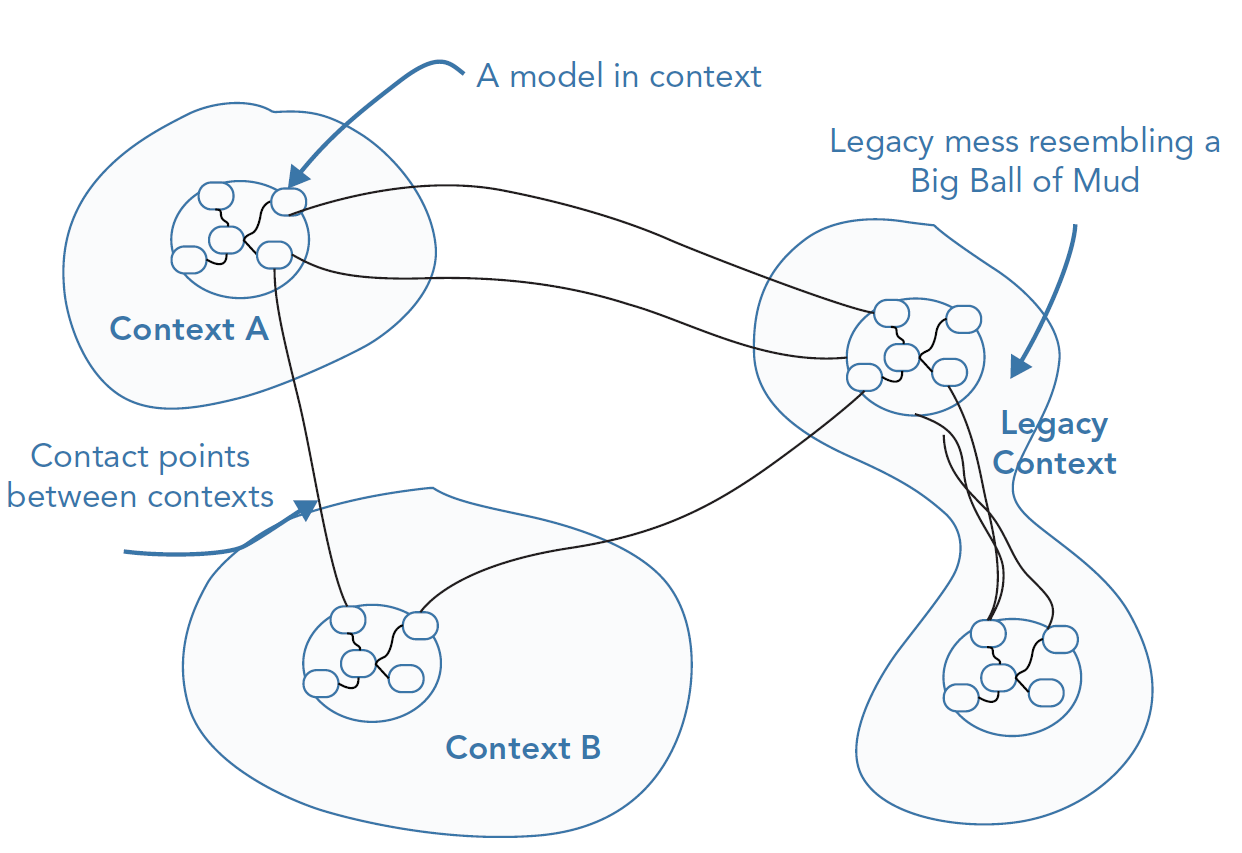 A model in context
Legacy mess resembling a
Big Ball of Mud
Context A
Legacy
Context
Contact points
between contexts
Context B